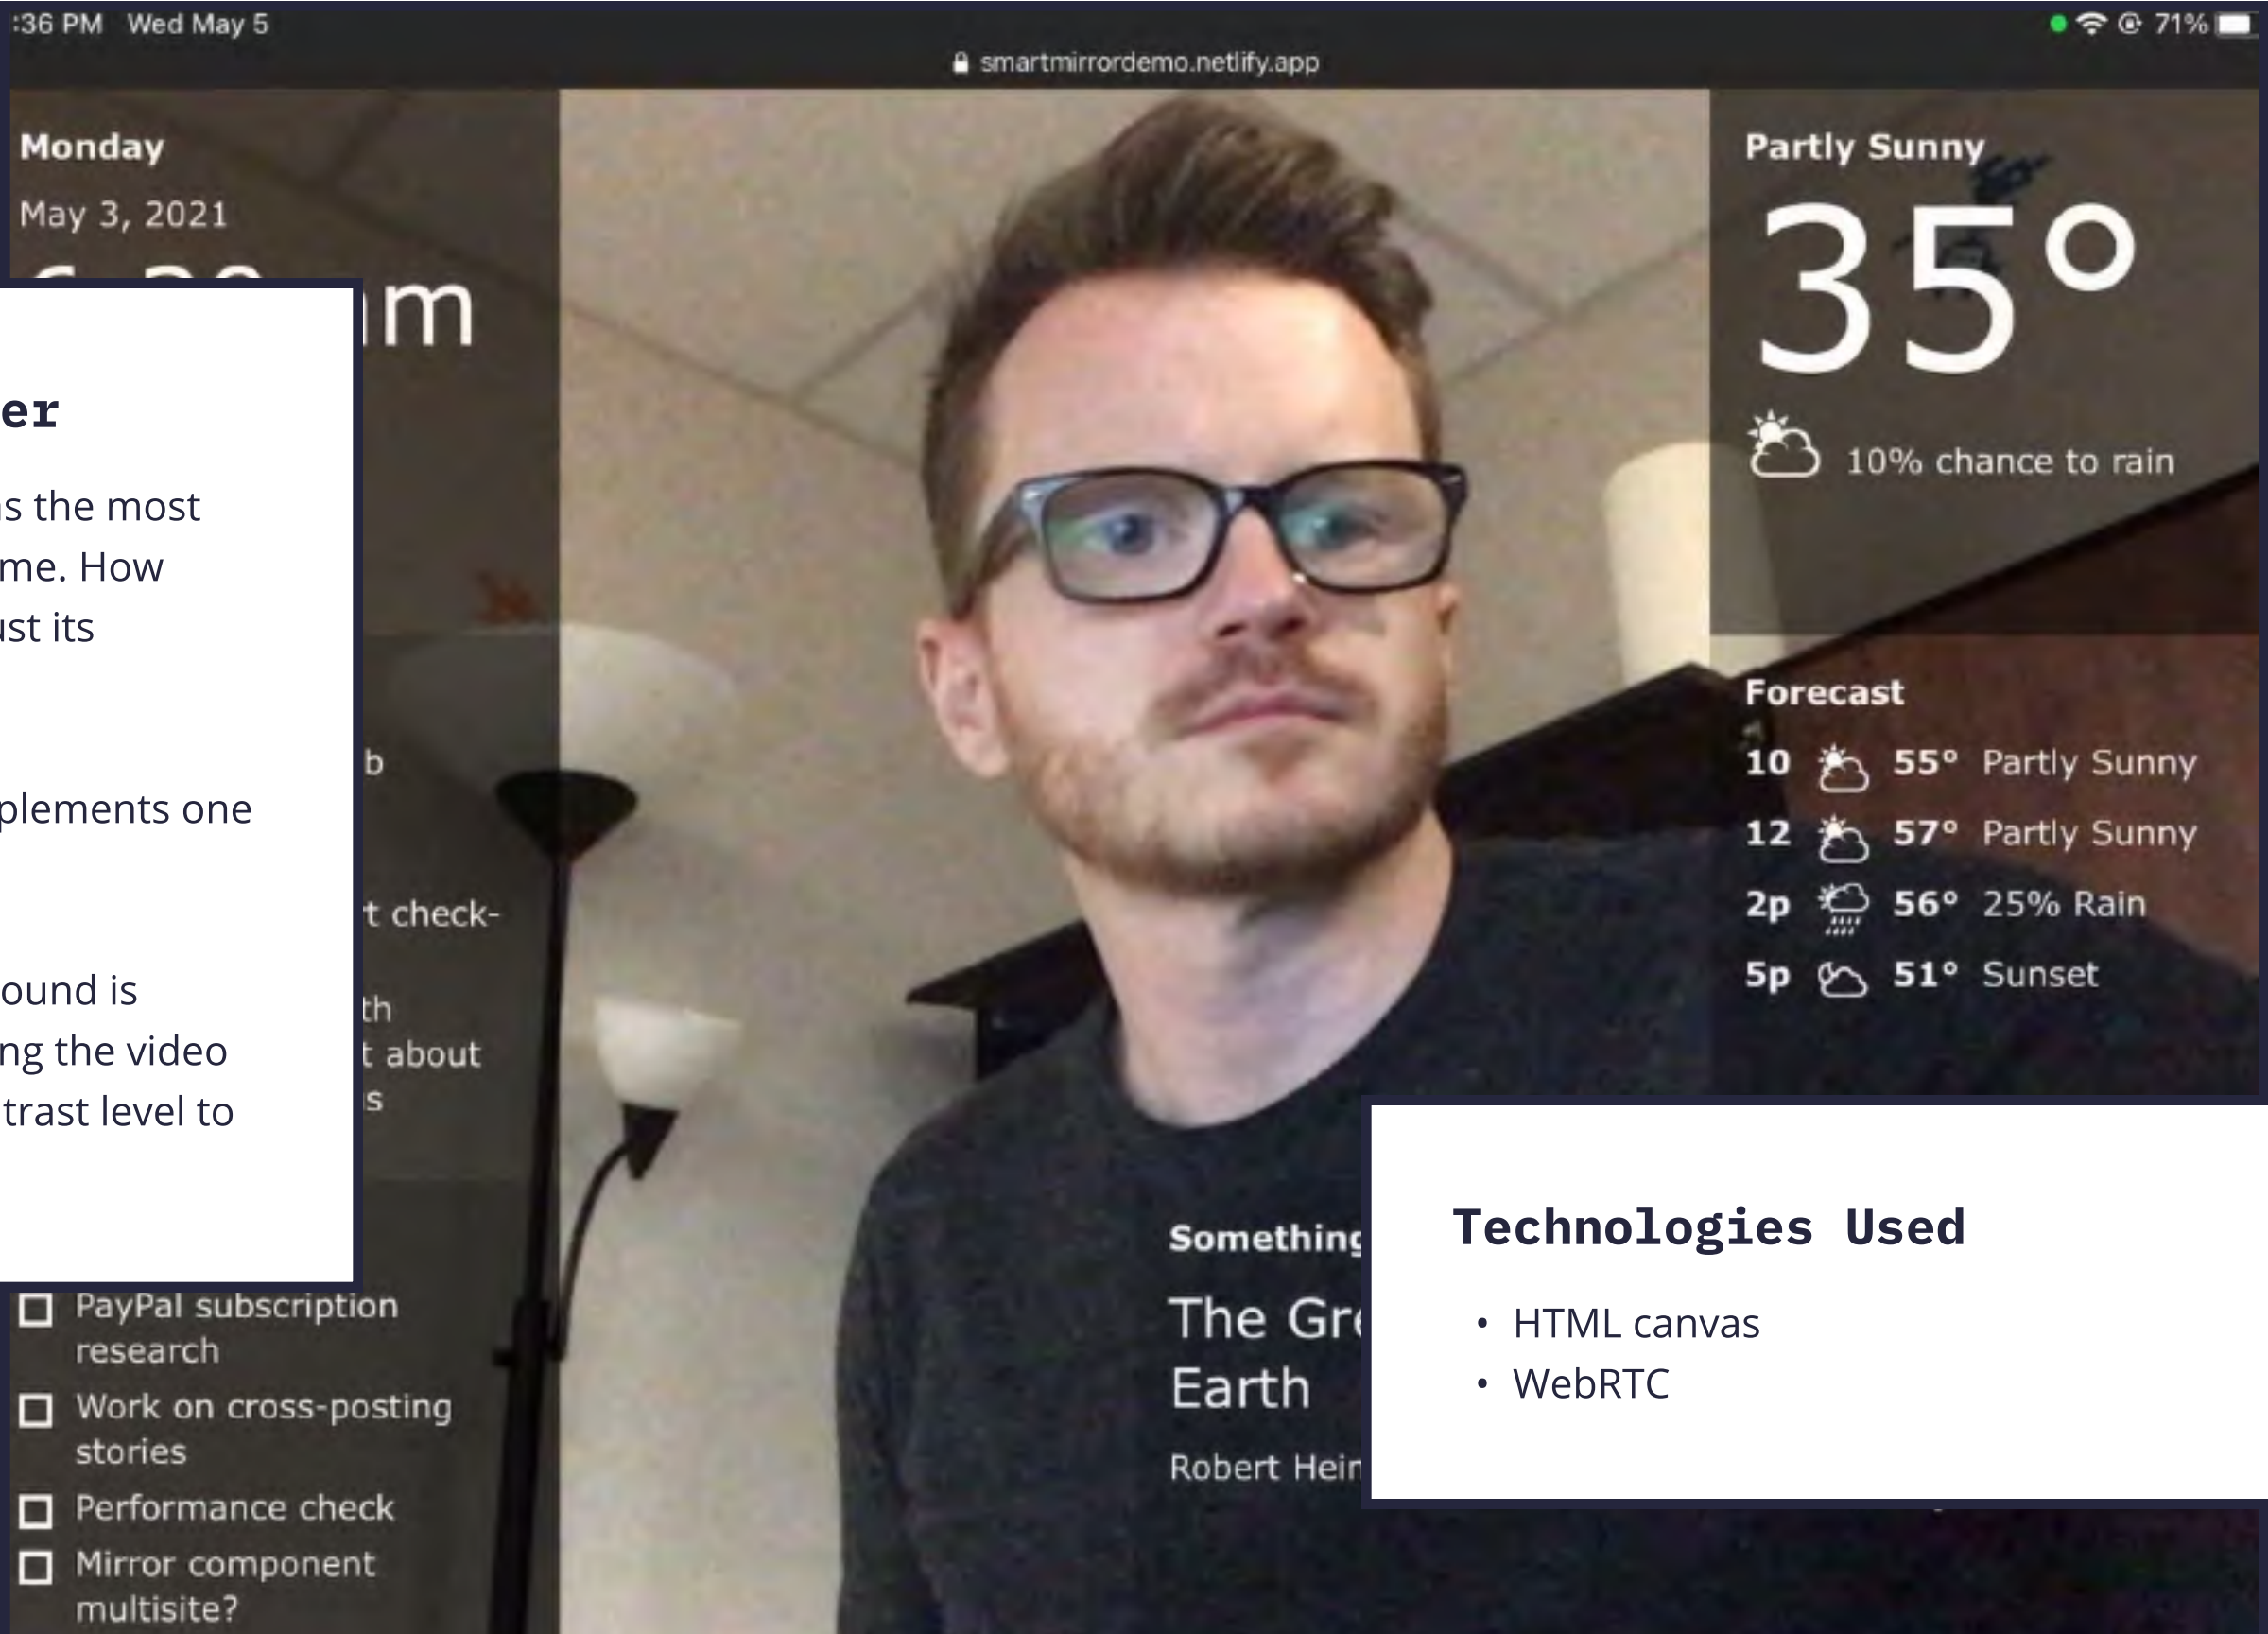 :36 PM Wed May 5
71%
smartmirrordemo.netlify.app
Monday
May 3, 2021
er
s the most
me. How
ust its
plements one
ound is
ng the video
trast level to
b
t check-
th
t about
s
PayPal subscription
research
Work on cross-posting
stories
Performance check
Mirror component
multisite?
Something
The Gre
Earth
Robert Hein
Partly Sunny
35°
10% chance to rain
Forecast
10 55° Partly Sunny
12 57° Partly Sunny
2p 56° 25% Rain
5p 51° Sunset
Technologies Used
• HTML canvas
• WebRTC